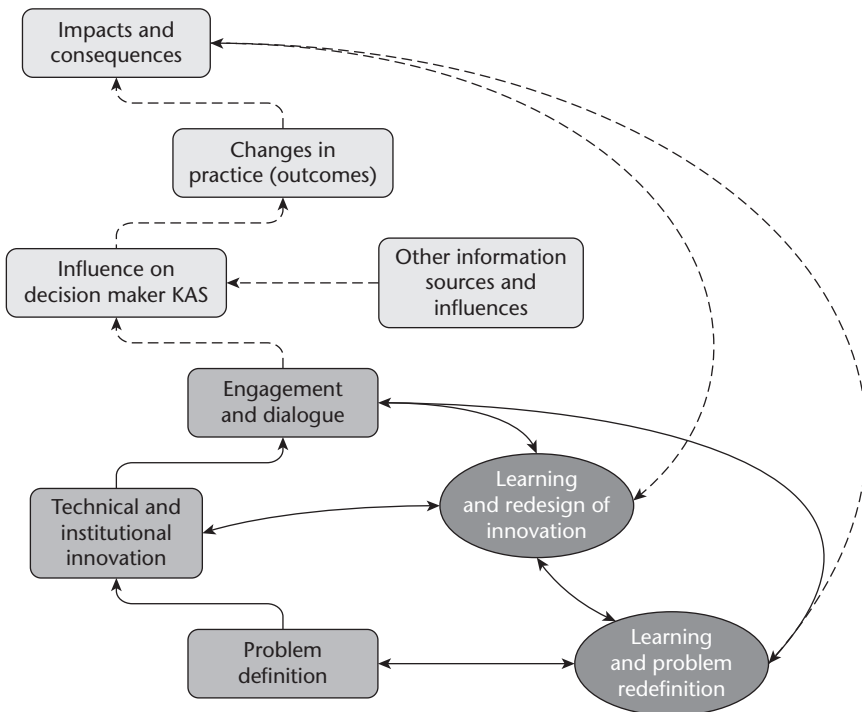 Impacts and
consequences
Changes in
practice (outcomes)
Influence on
decision maker KAS
Other information
sources and
influences
Engagement
and dialogue
Learning
and redesign of
innovation
Technical and
institutional
innovation
Learning
and problem
redefinition
Problem
definition